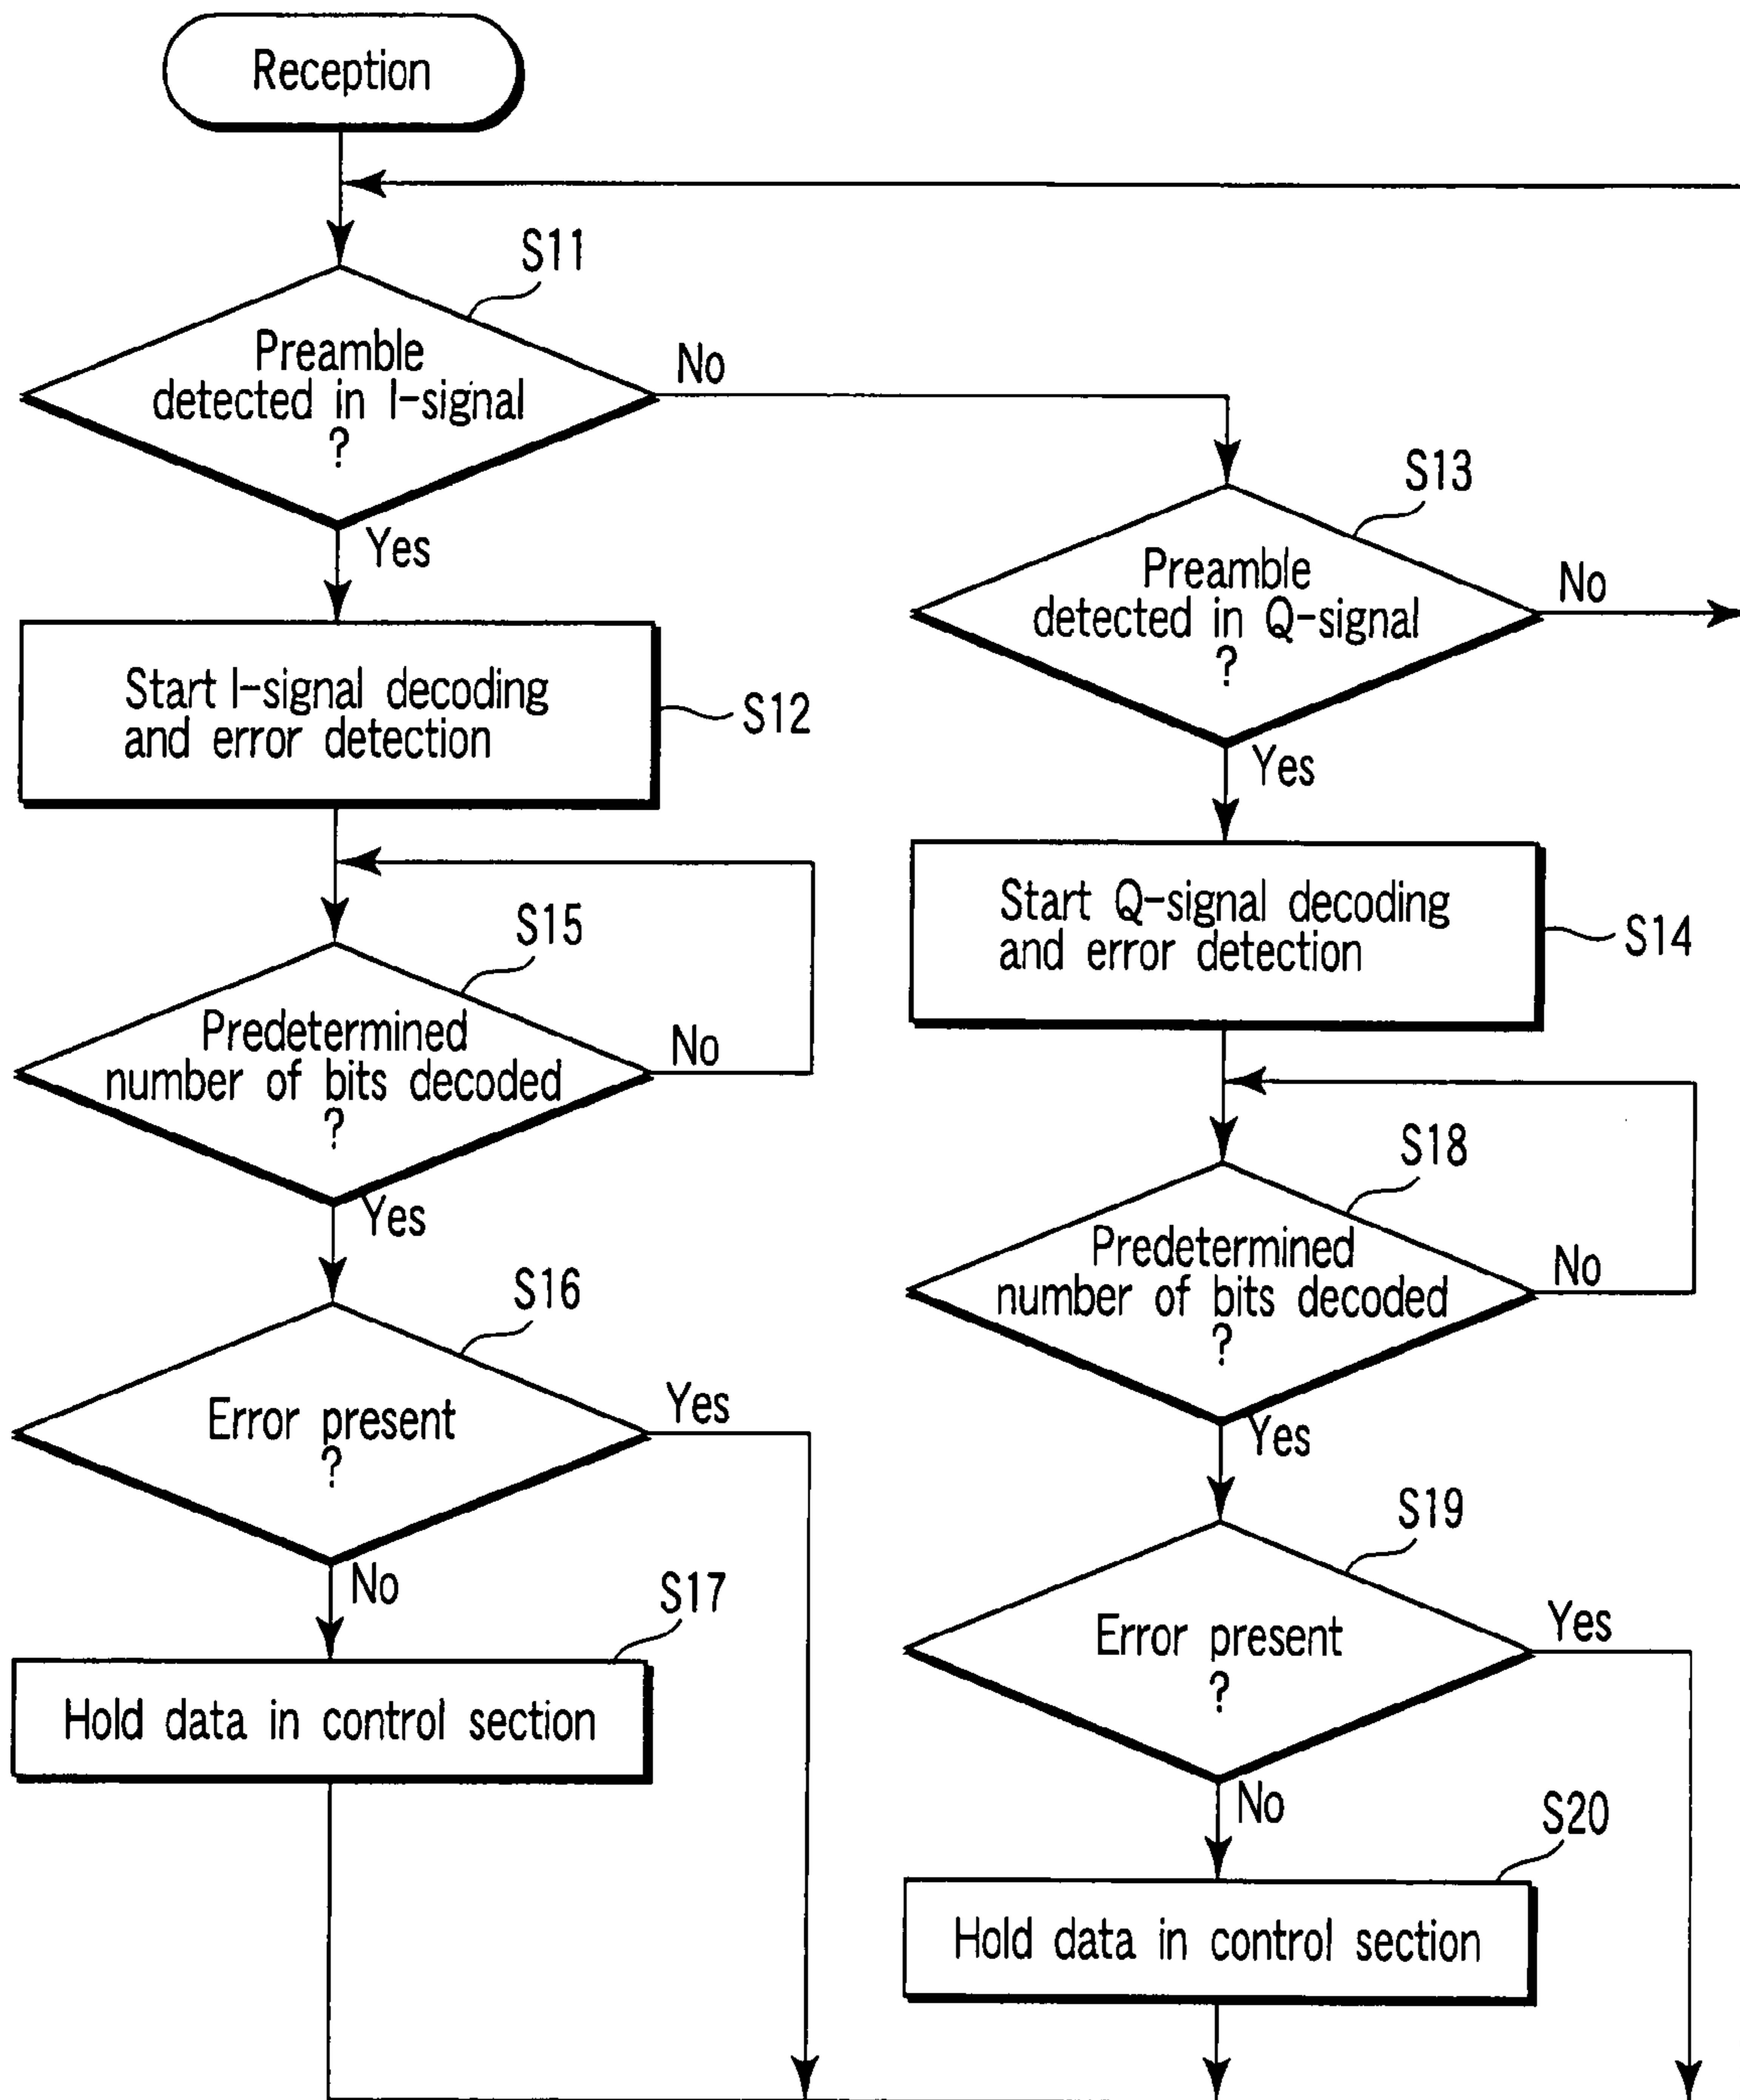 Reception
S11
Preamble
detected in I-signal
?
No
Yes
S13
Preamble
detected in Q-signal
?
No
Yes
Start I-signal decoding
and error detection
S12
Start Q-signal decoding
and error detection
S14
S15
Predetermined
number of bits decoded
?
No
Yes
S18
Predetermined
number of bits decoded
?
No
Yes
S16
Error present
?
Yes
No
S19
Error present
?
Yes
No
S17
Hold data in control section
S20
Hold data in control section